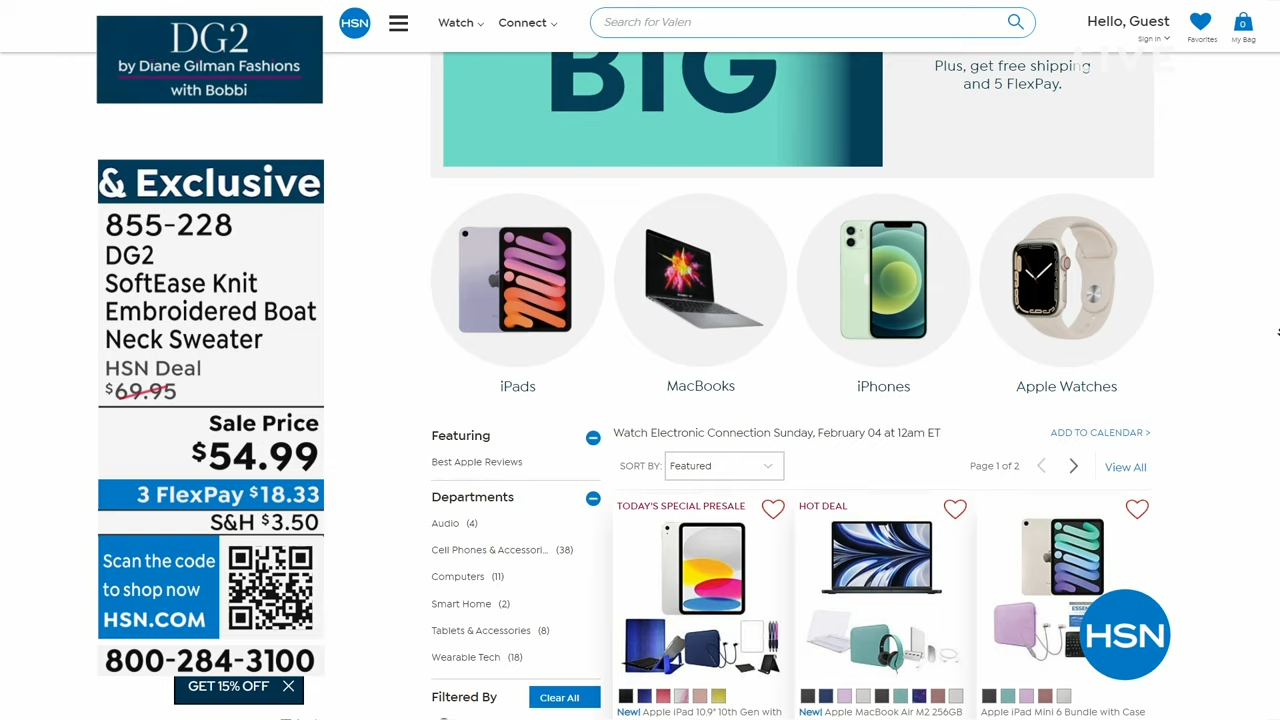 DG2
by Diane Gilman Fashions
with Bobbi
& Exclusive
855-228
DG2
SoftEase Knit
Embroidered Boat
Neck Sweater
HSN Deal
$69.95
Sale Price
$54.99
3 FlexPay $18.33
S&H $3.50
Scan the code
to shop now
HSN.COM
800-284-3100
GET 15% OFF
HSN
Watch
Connect
Search for Valen
Hello, Guest
Sign in
Favorites
0
My Bag
LIVE
BIG
Plus, get free shipping
and 5 FlexPay.
iPads
MacBooks
iPhones
Apple Watches
Featuring
Best Apple Reviews
Departments
Audio (4)
Cell Phones & Accessori... (38)
Computers (11)
Smart Home (2)
Tablets & Accessories (8)
Wearable Tech (18)
Filtered By
Clear All
Watch Electronic Connection Sunday, February 04 at 12am ET
ADD TO CALENDAR >
SORT BY: Featured
Page 1 of 2
View All
TODAY'S SPECIAL PRESALE
HOT DEAL
HSN
New! Apple iPad 10.9" 10th Gen with
New! Apple MacBook Air M2 256GB
Apple iPad Mini 6 Bundle with Case